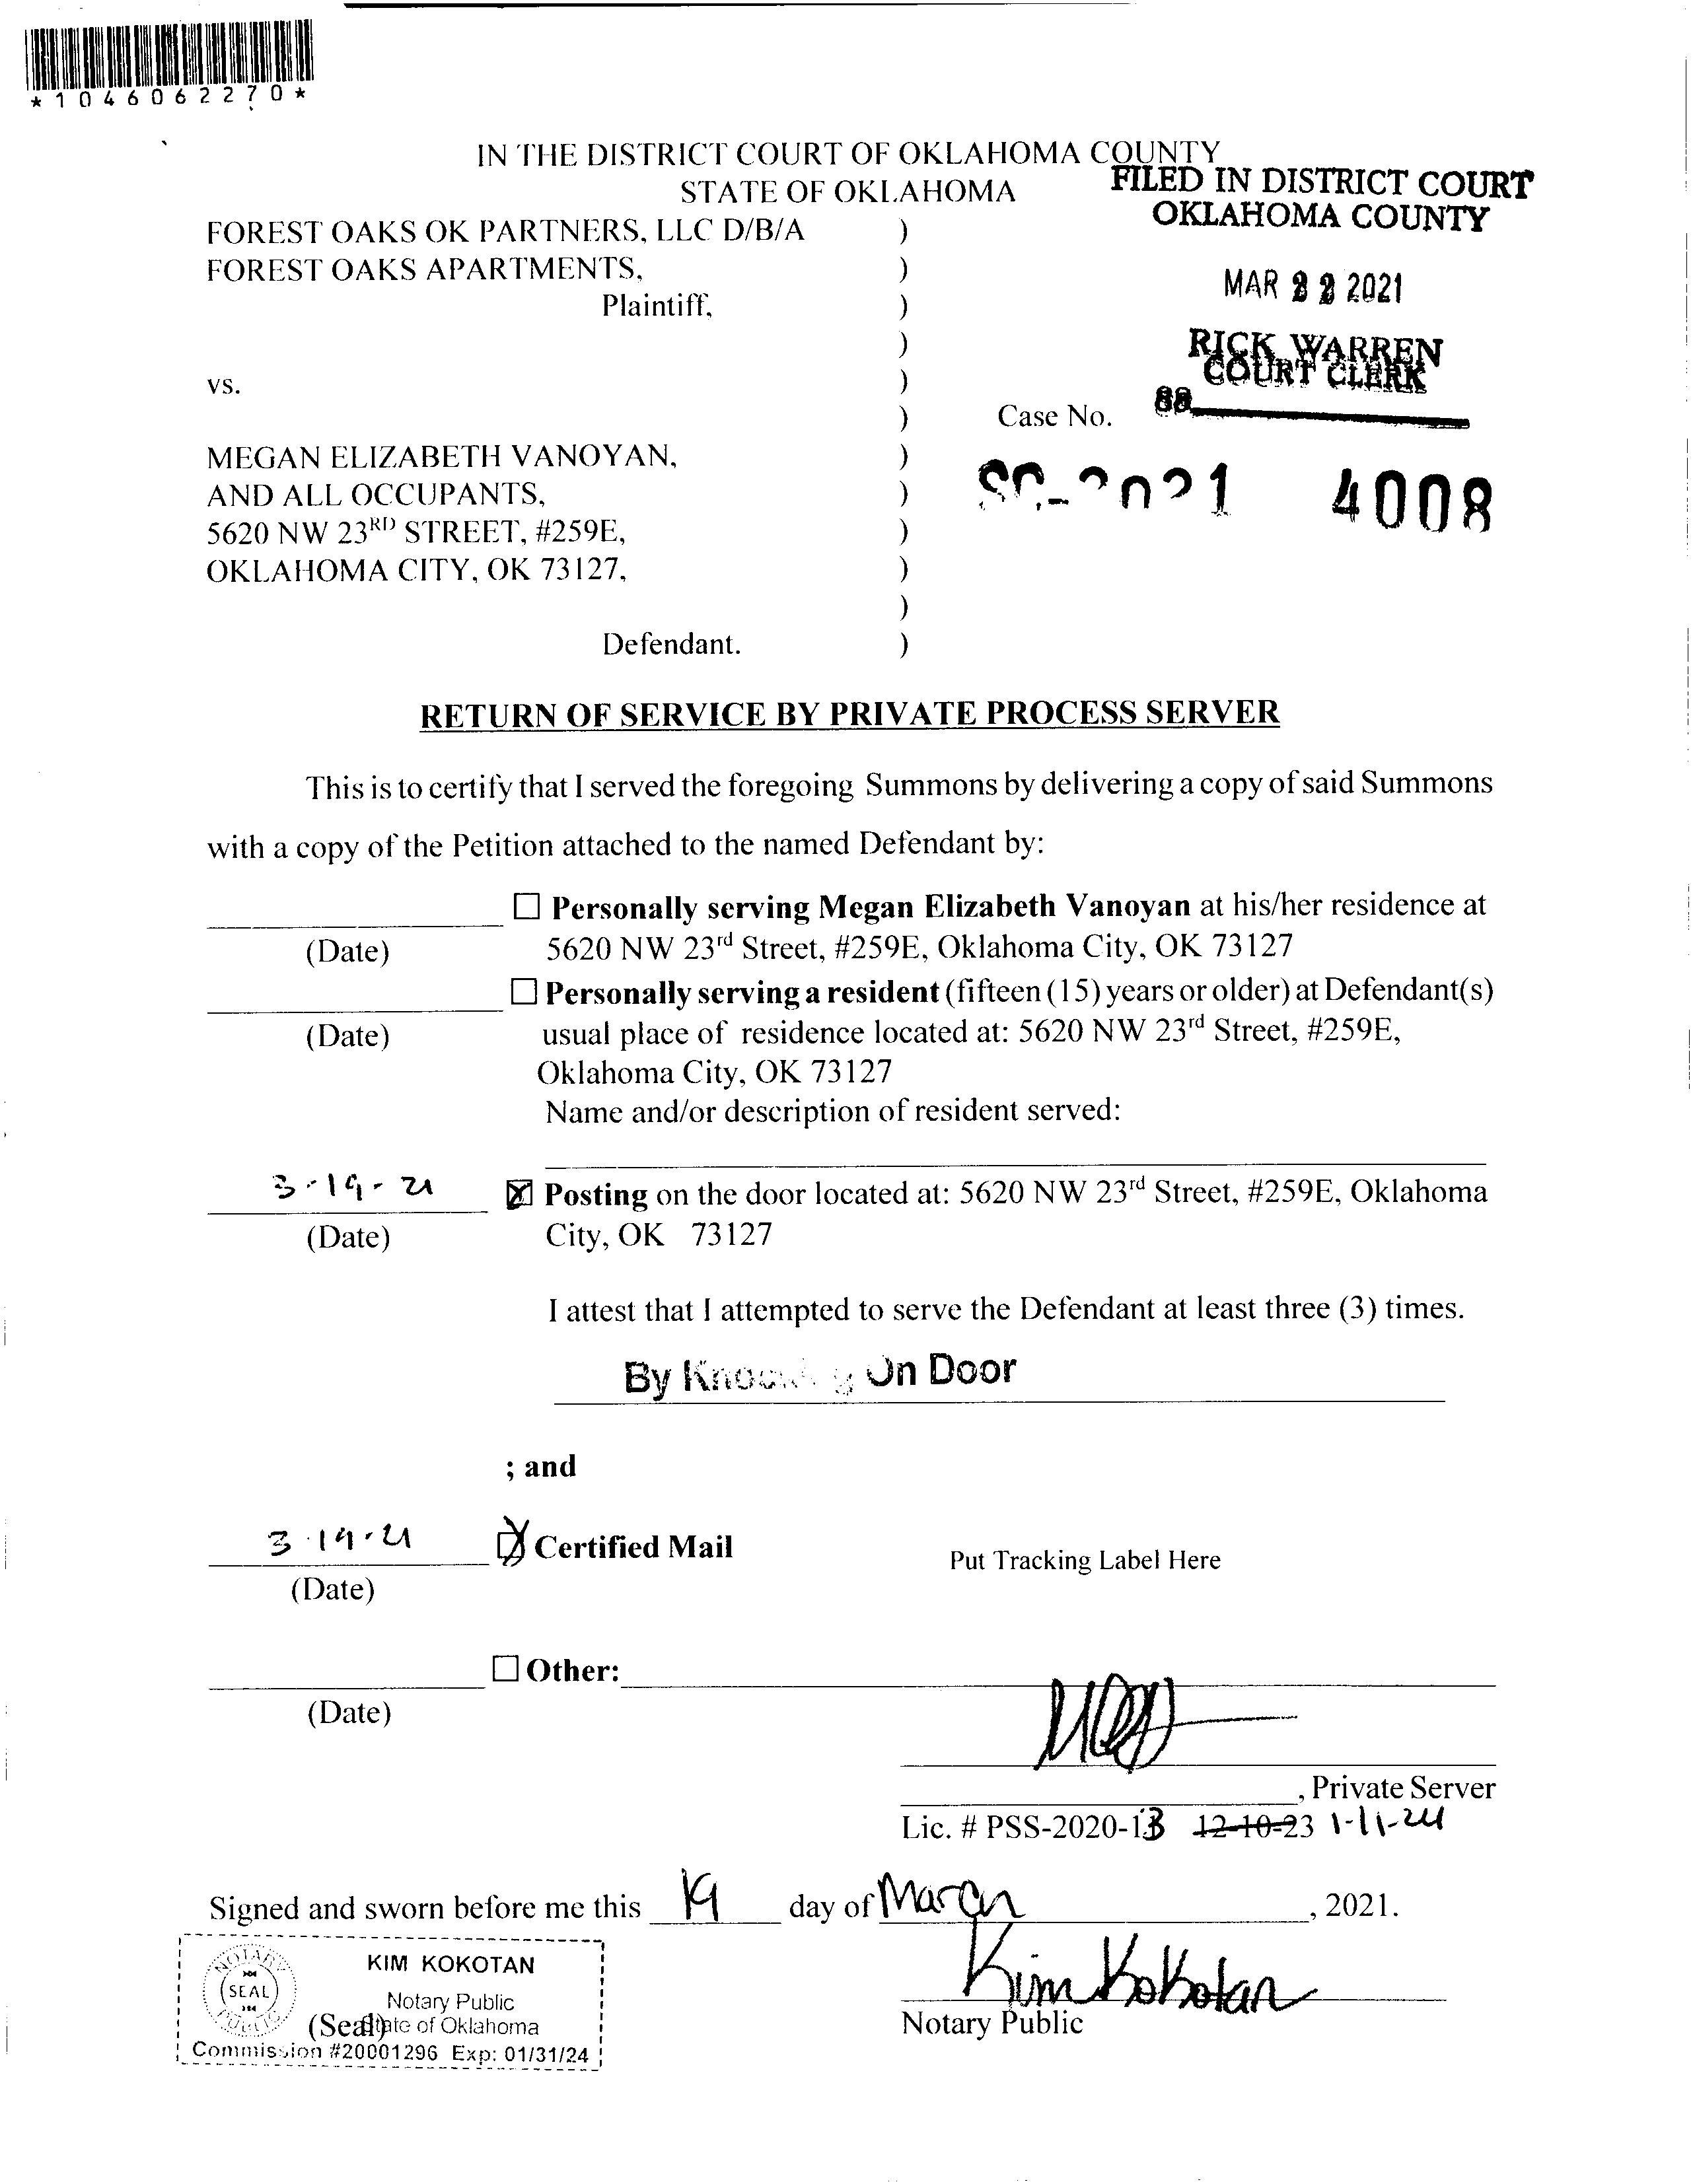 *1046062270*
IN THE DISTRICT COURT OF OKLAHOMA COUNTY
STATE OF OKLAHOMA
FILED IN DISTRICT COURT
OKLAHOMA COUNTY
MAR 22 2021
RICK WARREN
COURT CLERK
88
FOREST OAKS OK PARTNERS, LLC D/B/A )
FOREST OAKS APARTMENTS, )
Plaintiff, )
)
vs. )
) Case No.
MEGAN ELIZABETH VANOYAN, )
AND ALL OCCUPANTS, ) SC-2021 4008
5620 NW 23RD STREET, #259E, )
OKLAHOMA CITY, OK 73127, )
)
Defendant. )
RETURN OF SERVICE BY PRIVATE PROCESS SERVER
This is to certify that I served the foregoing Summons by delivering a copy of said Summons
with a copy of the Petition attached to the named Defendant by:
☐ Personally serving Megan Elizabeth Vanoyan at his/her residence at
(Date) 5620 NW 23rd Street, #259E, Oklahoma City, OK 73127
☐ Personally serving a resident (fifteen (15) years or older) at Defendant(s)
(Date) usual place of residence located at: 5620 NW 23rd Street, #259E,
Oklahoma City, OK 73127
Name and/or description of resident served:
3-19-21 ☒ Posting on the door located at: 5620 NW 23rd Street, #259E, Oklahoma
(Date) City, OK 73127
I attest that I attempted to serve the Defendant at least three (3) times.
By Knocking On Door
; and
3-19-21 ☒ Certified Mail Put Tracking Label Here
(Date)
☐ Other:
(Date)
, Private Server
Lic. # PSS-2020-13 12-10-23 1-11-24
Signed and sworn before me this 19 day of March, 2021.
Kim Kokotan
Notary Public
NOTARY
SEAL
PUBLIC
KIM KOKOTAN
Notary Public
(Seal) State of Oklahoma
Commission #20001296 Exp: 01/31/24